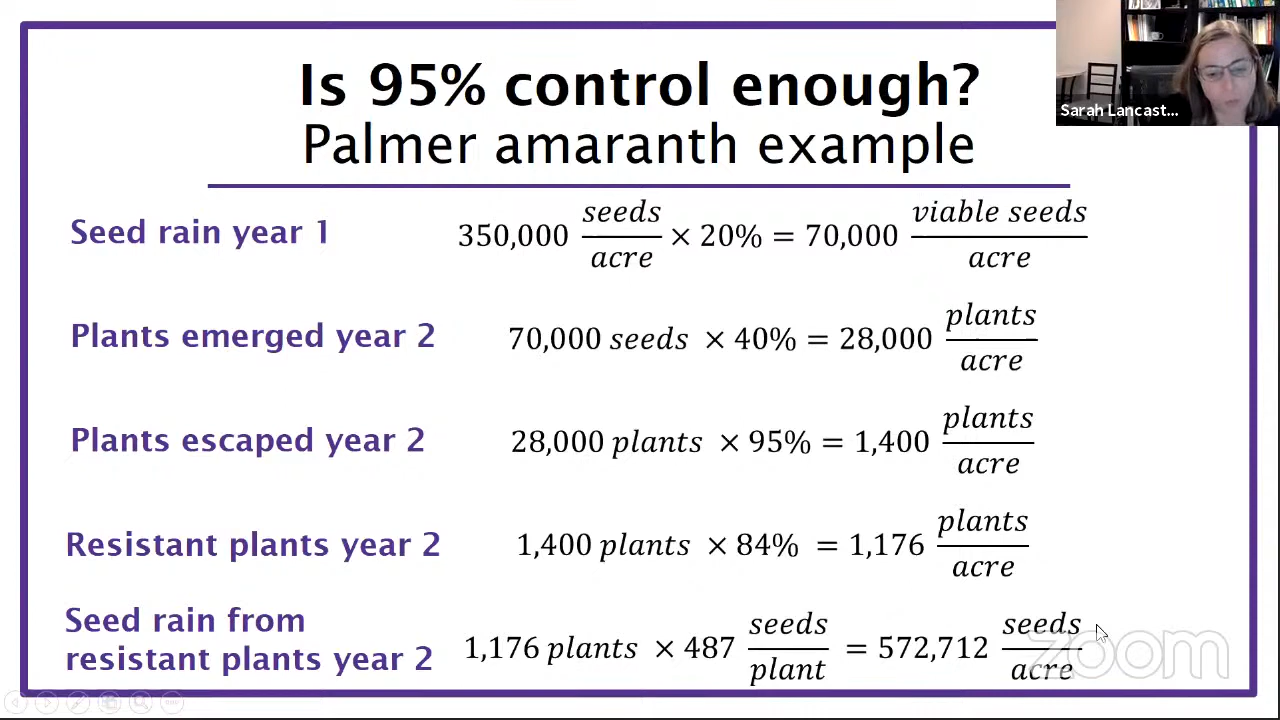 Is 95% control enough?
Palmer amaranth example
Sarah Lancast...
Seed rain year 1
350,000 seeds/acre × 20% = 70,000 viable seeds/acre
Plants emerged year 2
70,000 seeds × 40% = 28,000 plants/acre
Plants escaped year 2
28,000 plants × 95% = 1,400 plants/acre
Resistant plants year 2
1,400 plants × 84% = 1,176 plants/acre
Seed rain from
resistant plants year 2
1,176 plants × 487 seeds/plant = 572,712 seeds/acre
zoom